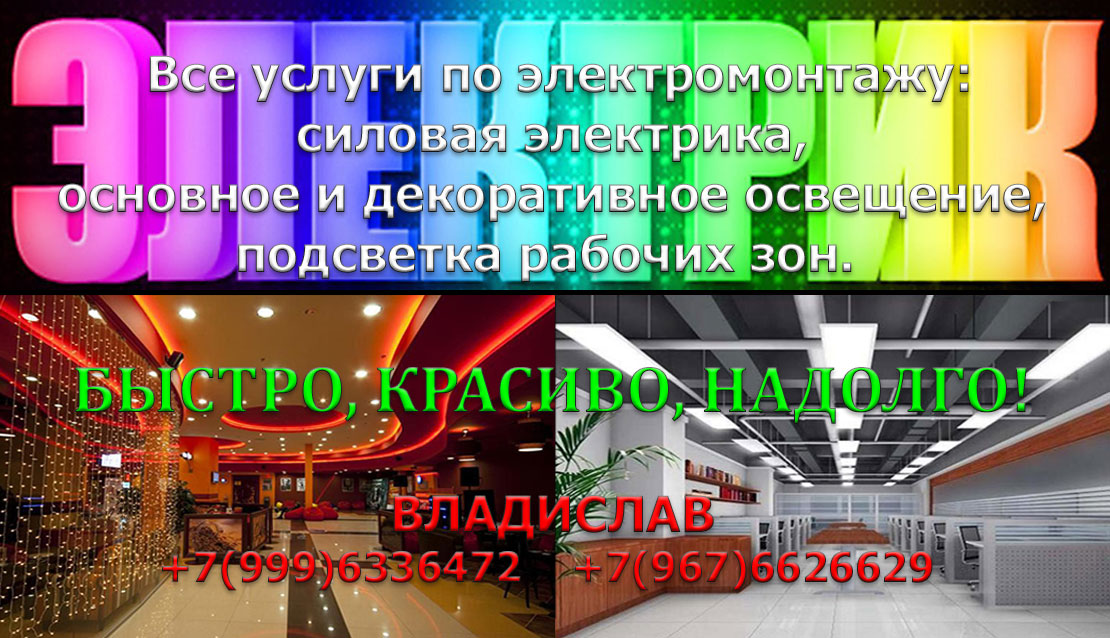 ЭЛЕКТРИК
Все услуги по электромонтажу:
силовая электрика,
основное и декоративное освещение,
подсветка рабочих зон.
БЫСТРО, КРАСИВО, НАДОЛГО!
ВЛАДИСЛАВ
+7(999)6336472 +7(967)6626629